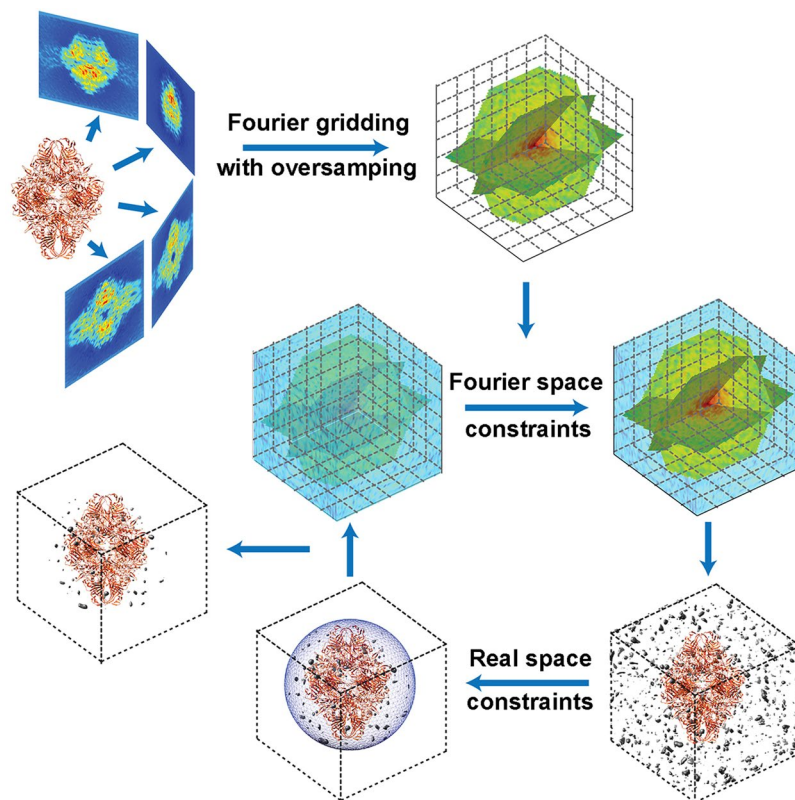 Fourier gridding
with oversamping
Fourier space
constraints
Real space
constraints